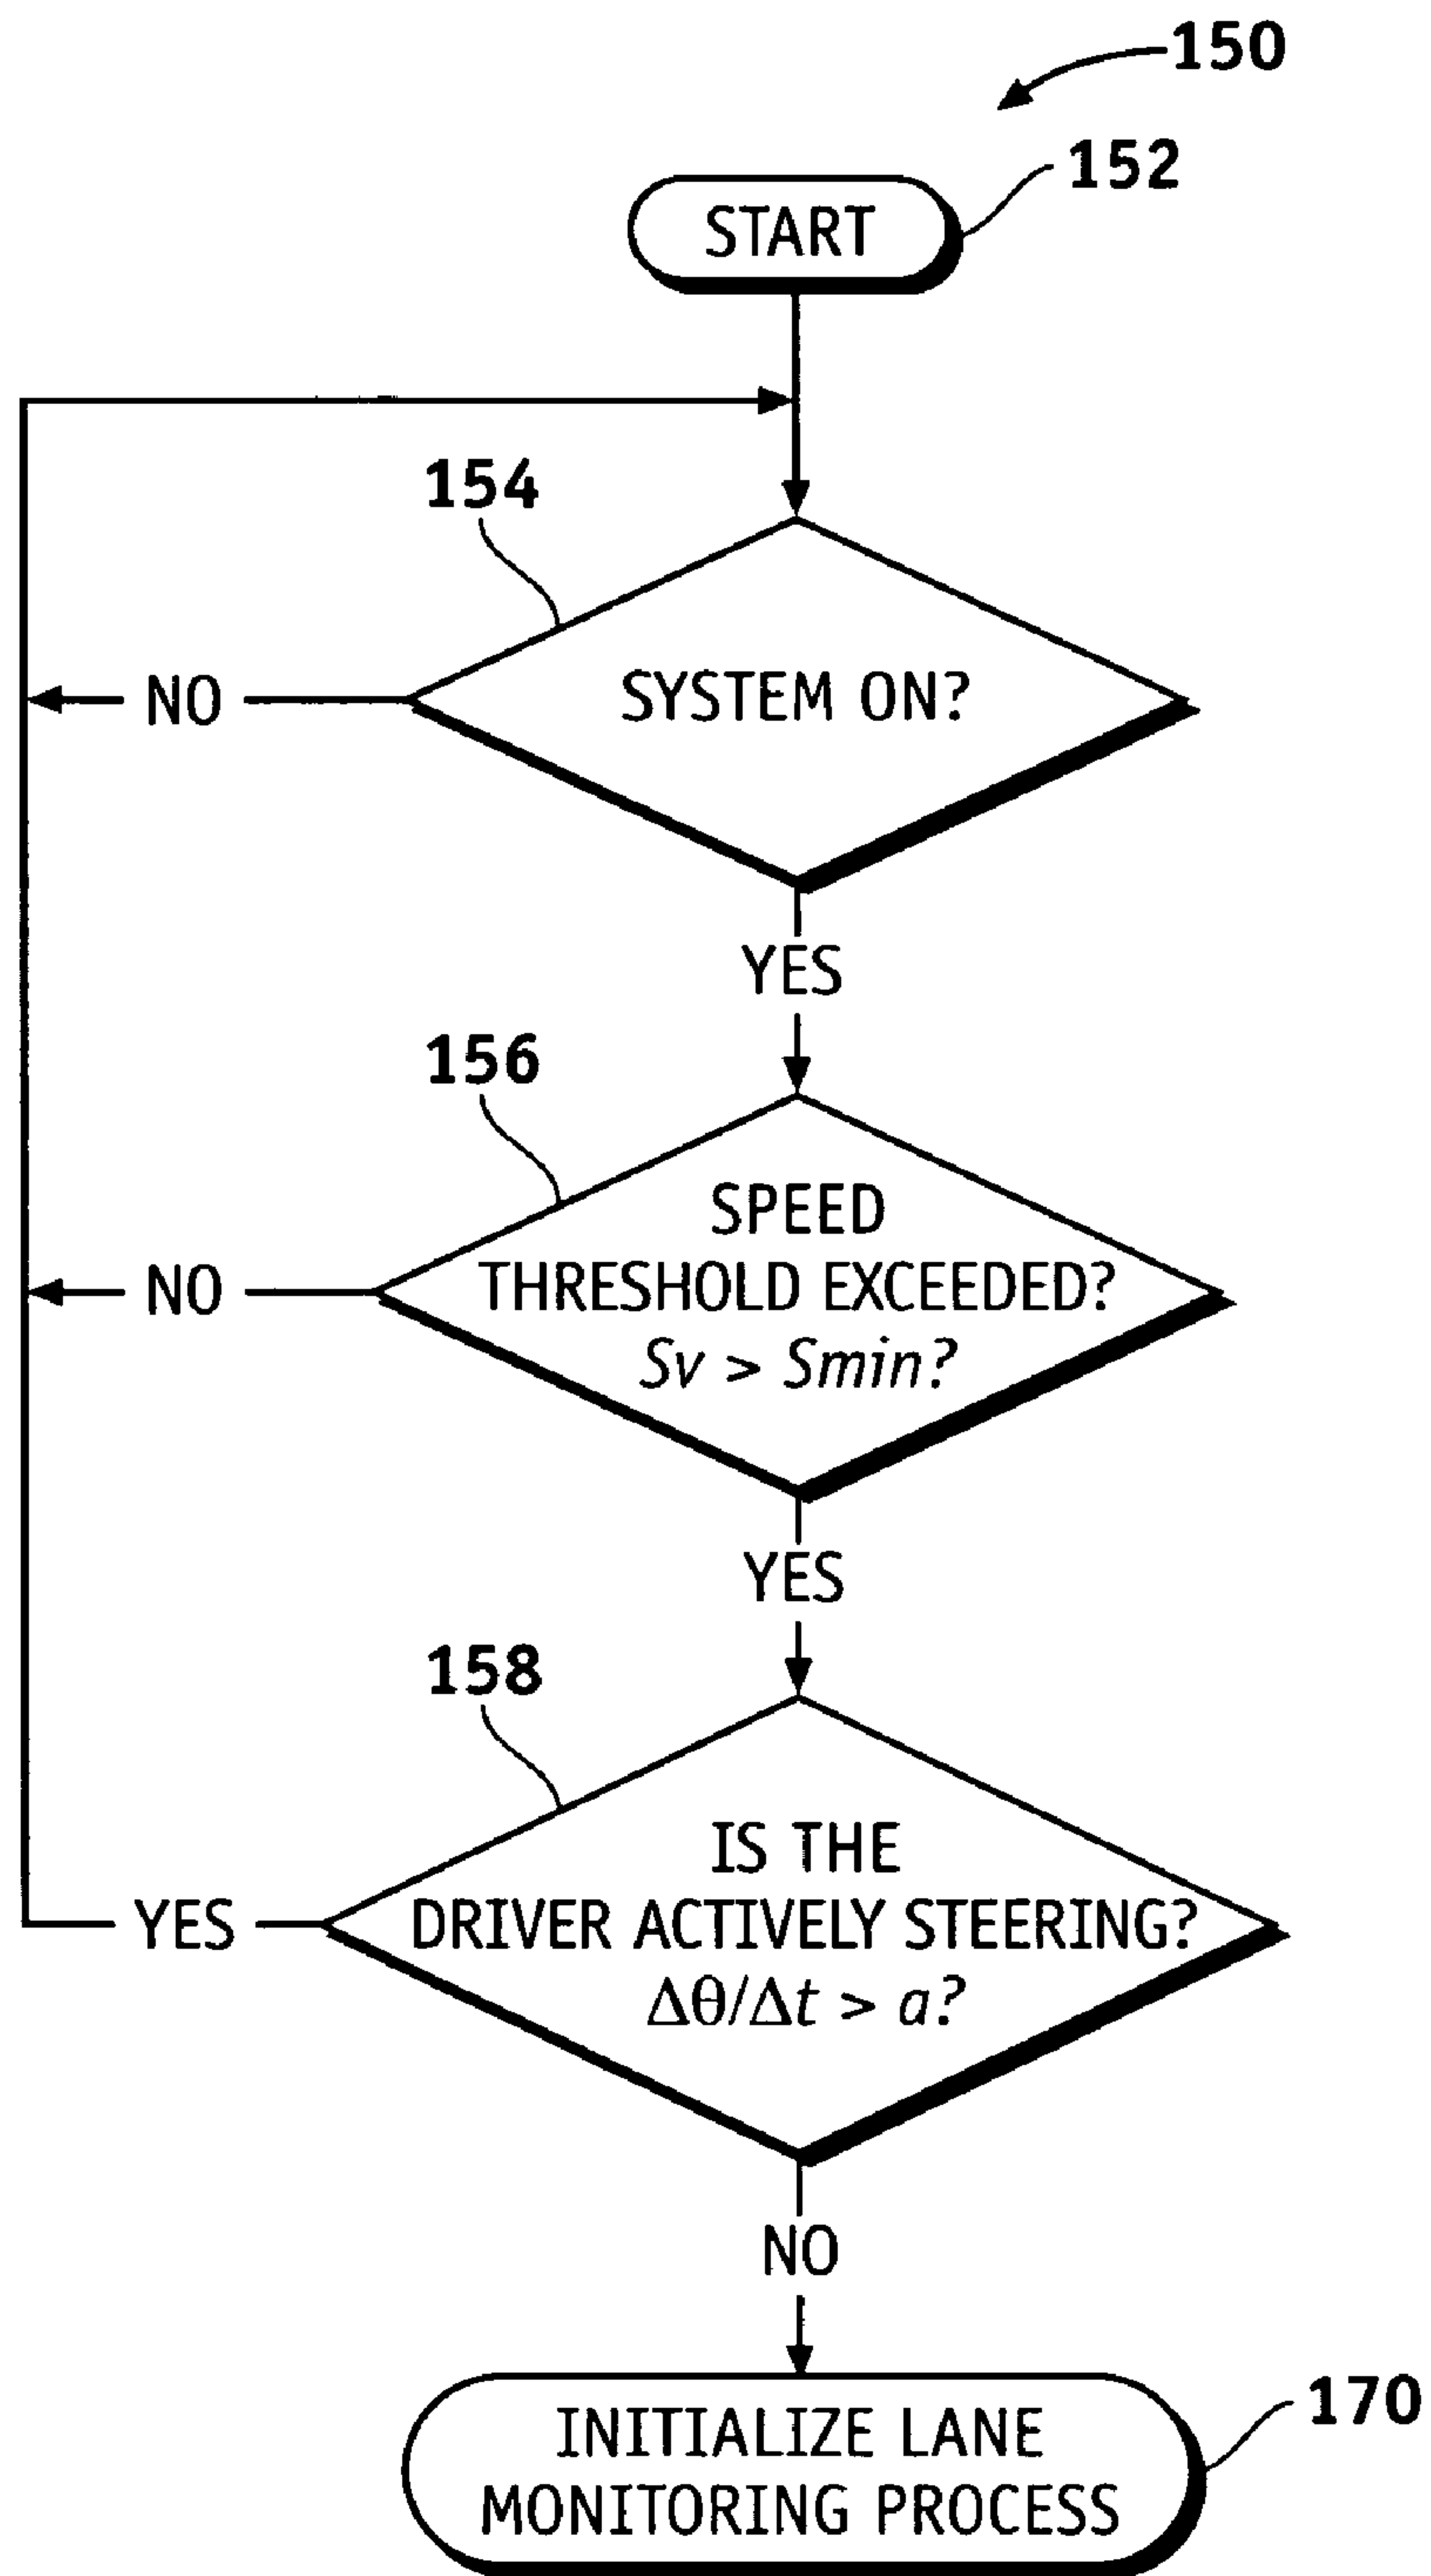 150
152
START
154
SYSTEM ON?
NO
YES
156
SPEED
THRESHOLD EXCEEDED?
Sv > Smin?
NO
YES
158
IS THE
DRIVER ACTIVELY STEERING?
Δθ/Δt > a?
YES
NO
170
INITIALIZE LANE
MONITORING PROCESS